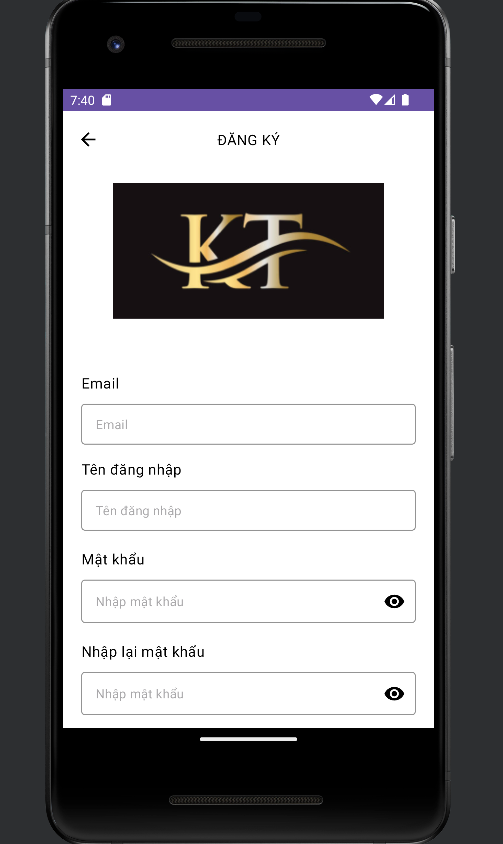 7:40
ĐĂNG KÝ
KT
Email
Email
Tên đăng nhập
Tên đăng nhập
Mật khẩu
Nhập mật khẩu
Nhập lại mật khẩu
Nhập mật khẩu